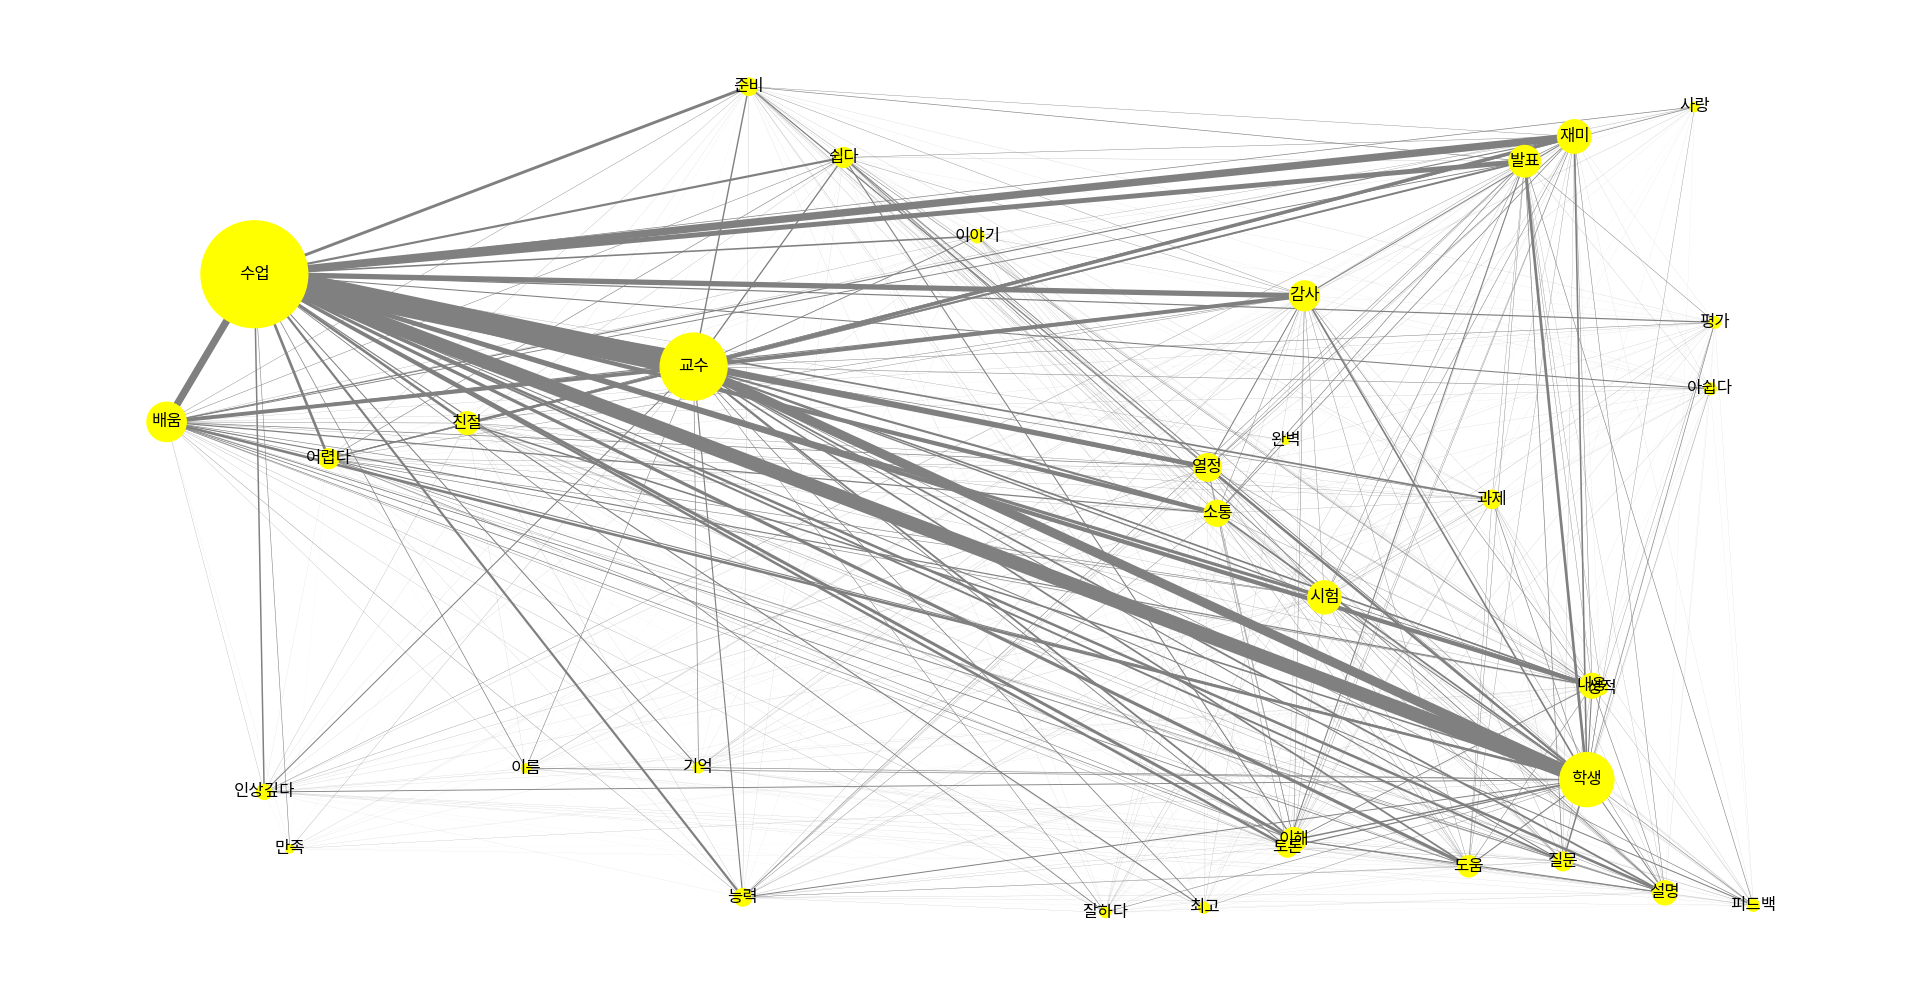 준비
사랑
재미
쉽다
발표
이야기
수업
감사
평가
교수
아쉽다
배움
친절
완벽
어렵다
열정
과제
소통
시험
내용
성적
이름
기억
학생
인상깊다
이해
만족
토론
질문
도움
설명
능력
피드백
최고
잘하다